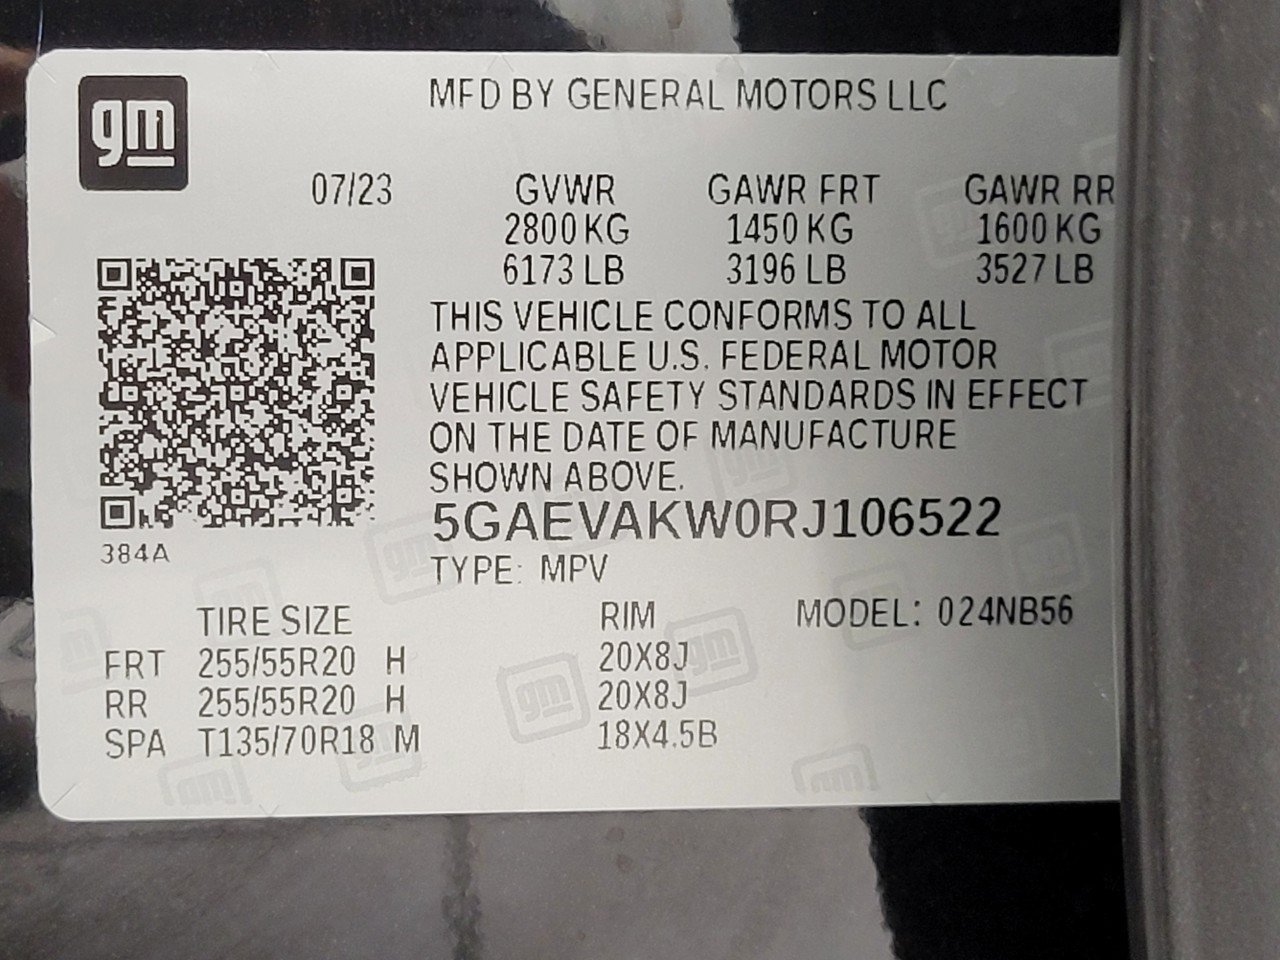 gm
MFD BY GENERAL MOTORS LLC
07/23 GVWR GAWR FRT GAWR RR
2800 KG 1450 KG 1600 KG
6173 LB 3196 LB 3527 LB
THIS VEHICLE CONFORMS TO ALL
APPLICABLE U.S. FEDERAL MOTOR
VEHICLE SAFETY STANDARDS IN EFFECT
ON THE DATE OF MANUFACTURE
SHOWN ABOVE.
5GAEVAKW0RJ106522
384A
TYPE: MPV
TIRE SIZE RIM MODEL: 024NB56
FRT 255/55R20 H 20X8J
RR 255/55R20 H 20X8J
SPA T135/70R18 M 18X4.5B